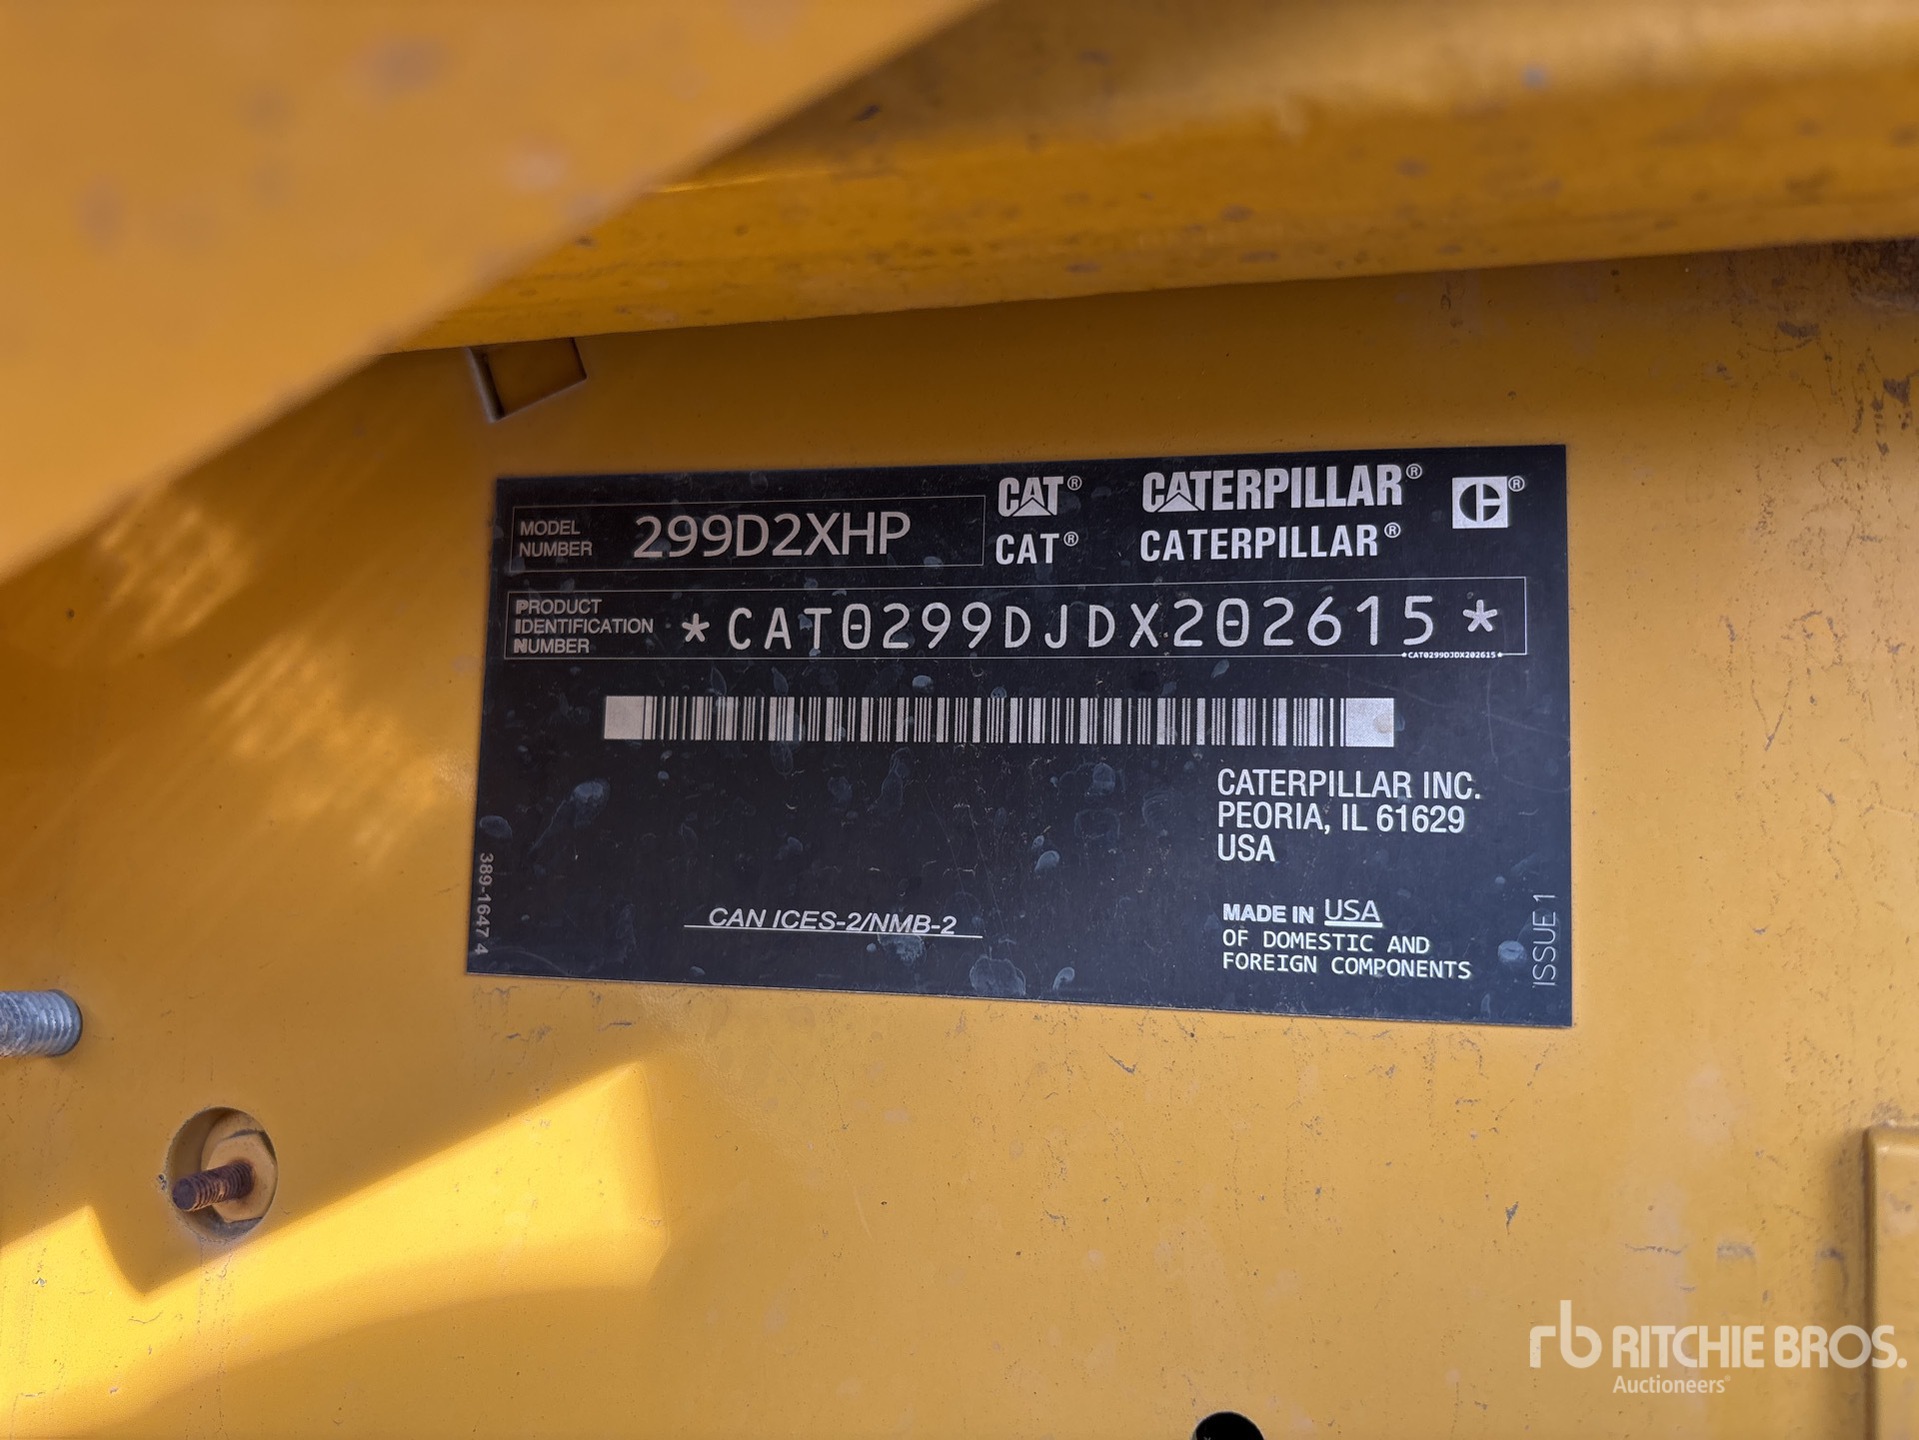 MODEL NUMBER 299D2XHP
CAT® CATERPILLAR®
CAT® CATERPILLAR®
PRODUCT IDENTIFICATION NUMBER *CAT0299DJDX202615*
*CAT0299DJDX202615*
CATERPILLAR INC.
PEORIA, IL 61629
USA
389-1647 4
CAN ICES-2/NMB-2
MADE IN USA
OF DOMESTIC AND
FOREIGN COMPONENTS
ISSUE 1
rb RITCHIE BROS.
Auctioneers